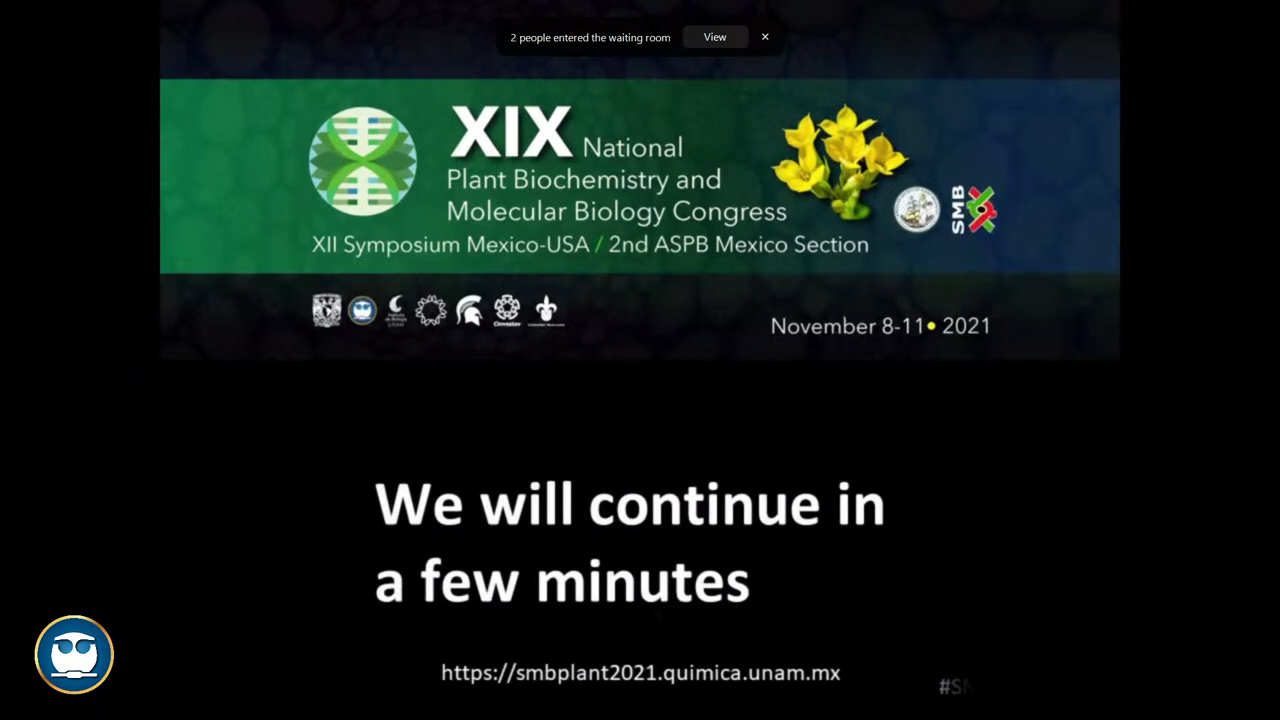 2 people entered the waiting room View
XIX National
Plant Biochemistry and
Molecular Biology Congress
XII Symposium Mexico-USA / 2nd ASPB Mexico Section
SMB
Cinvestav
November 8-11• 2021
We will continue in
a few minutes
https://smbplant2021.quimica.unam.mx